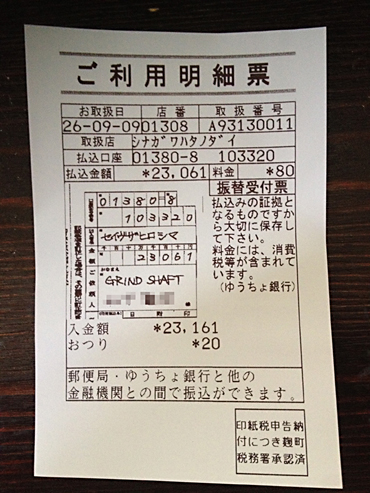 ご利用明細票
お取扱日 店番 取扱番号
26-09-09 01308 A93130011
取扱店 シナガワハタノダイ
払込口座 01380-8 103320
払込金額 *23,061 料金 *80
振替受付票
払込みの証拠と
なるものですか
ら大切に保存し
て下さい。
料金には、消費
税等が含まれて
います。
(ゆうちょ銀行)
01380 8
103320
セイブザヒロシマ
23061
GRIND SHAFT
入金額 *23,161
おつり *20
郵便局・ゆうちょ銀行と他の
金融機関との間で振込ができます。
印紙税申告納
付につき麹町
税務署承認済